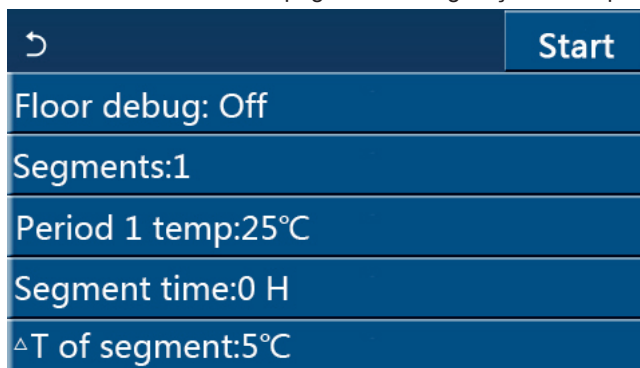 Start
Floor debug: Off
Segments:1
Period 1 temp:25℃
Segment time:0 H
△T of segment:5℃